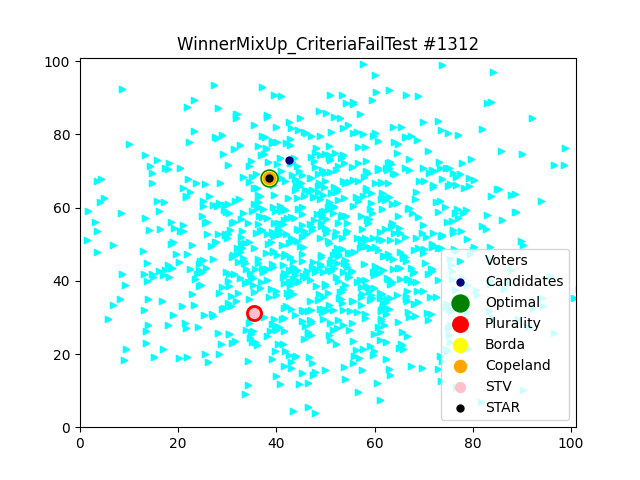 WinnerMixUp_CriteriaFailTest #1312
100
80
60
40
20
0
0
20
40
60
80
100
Voters
Candidates
Optimal
Plurality
Borda
Copeland
STV
STAR